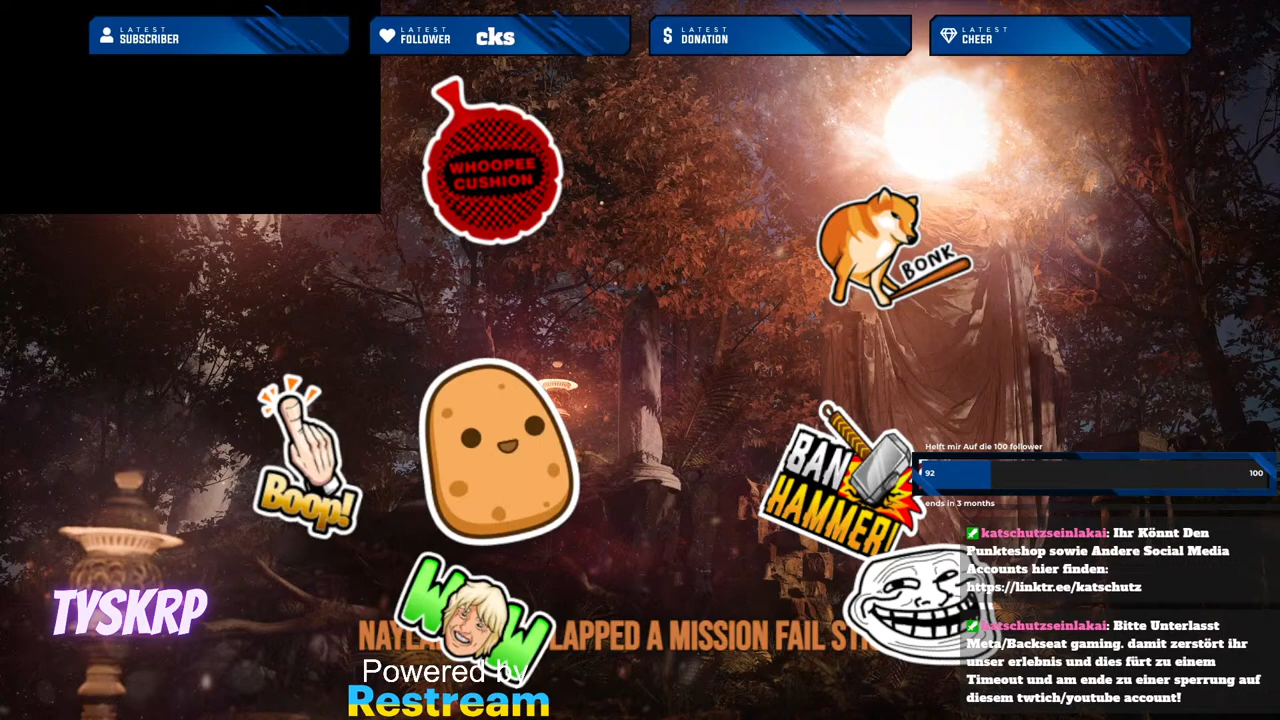 LATEST
SUBSCRIBER
LATEST
FOLLOWER
cks
LATEST
DONATION
LATEST
CHEER
WHOOPEE
CUSHION
BONK
Boop!
BAN
HAMMER!
Helft mir Auf die 100 follower
92
100
ends in 3 months
katschutzseinlakai: Ihr Könnt Den
Punkteshop sowie Andere Social Media
Accounts hier finden:
https://linktr.ee/katschutz
TYSKRP
WOW
LAPPED A MISSION FAIL
katschutzseinlakai: Bitte Unterlasst
Meta/Backseat gaming. damit zerstört ihr
unser erlebnis und dies fürt zu einem
Timeout und am ende zu einer sperrung auf
diesem twtich/youtube account!
Powered by
Restream